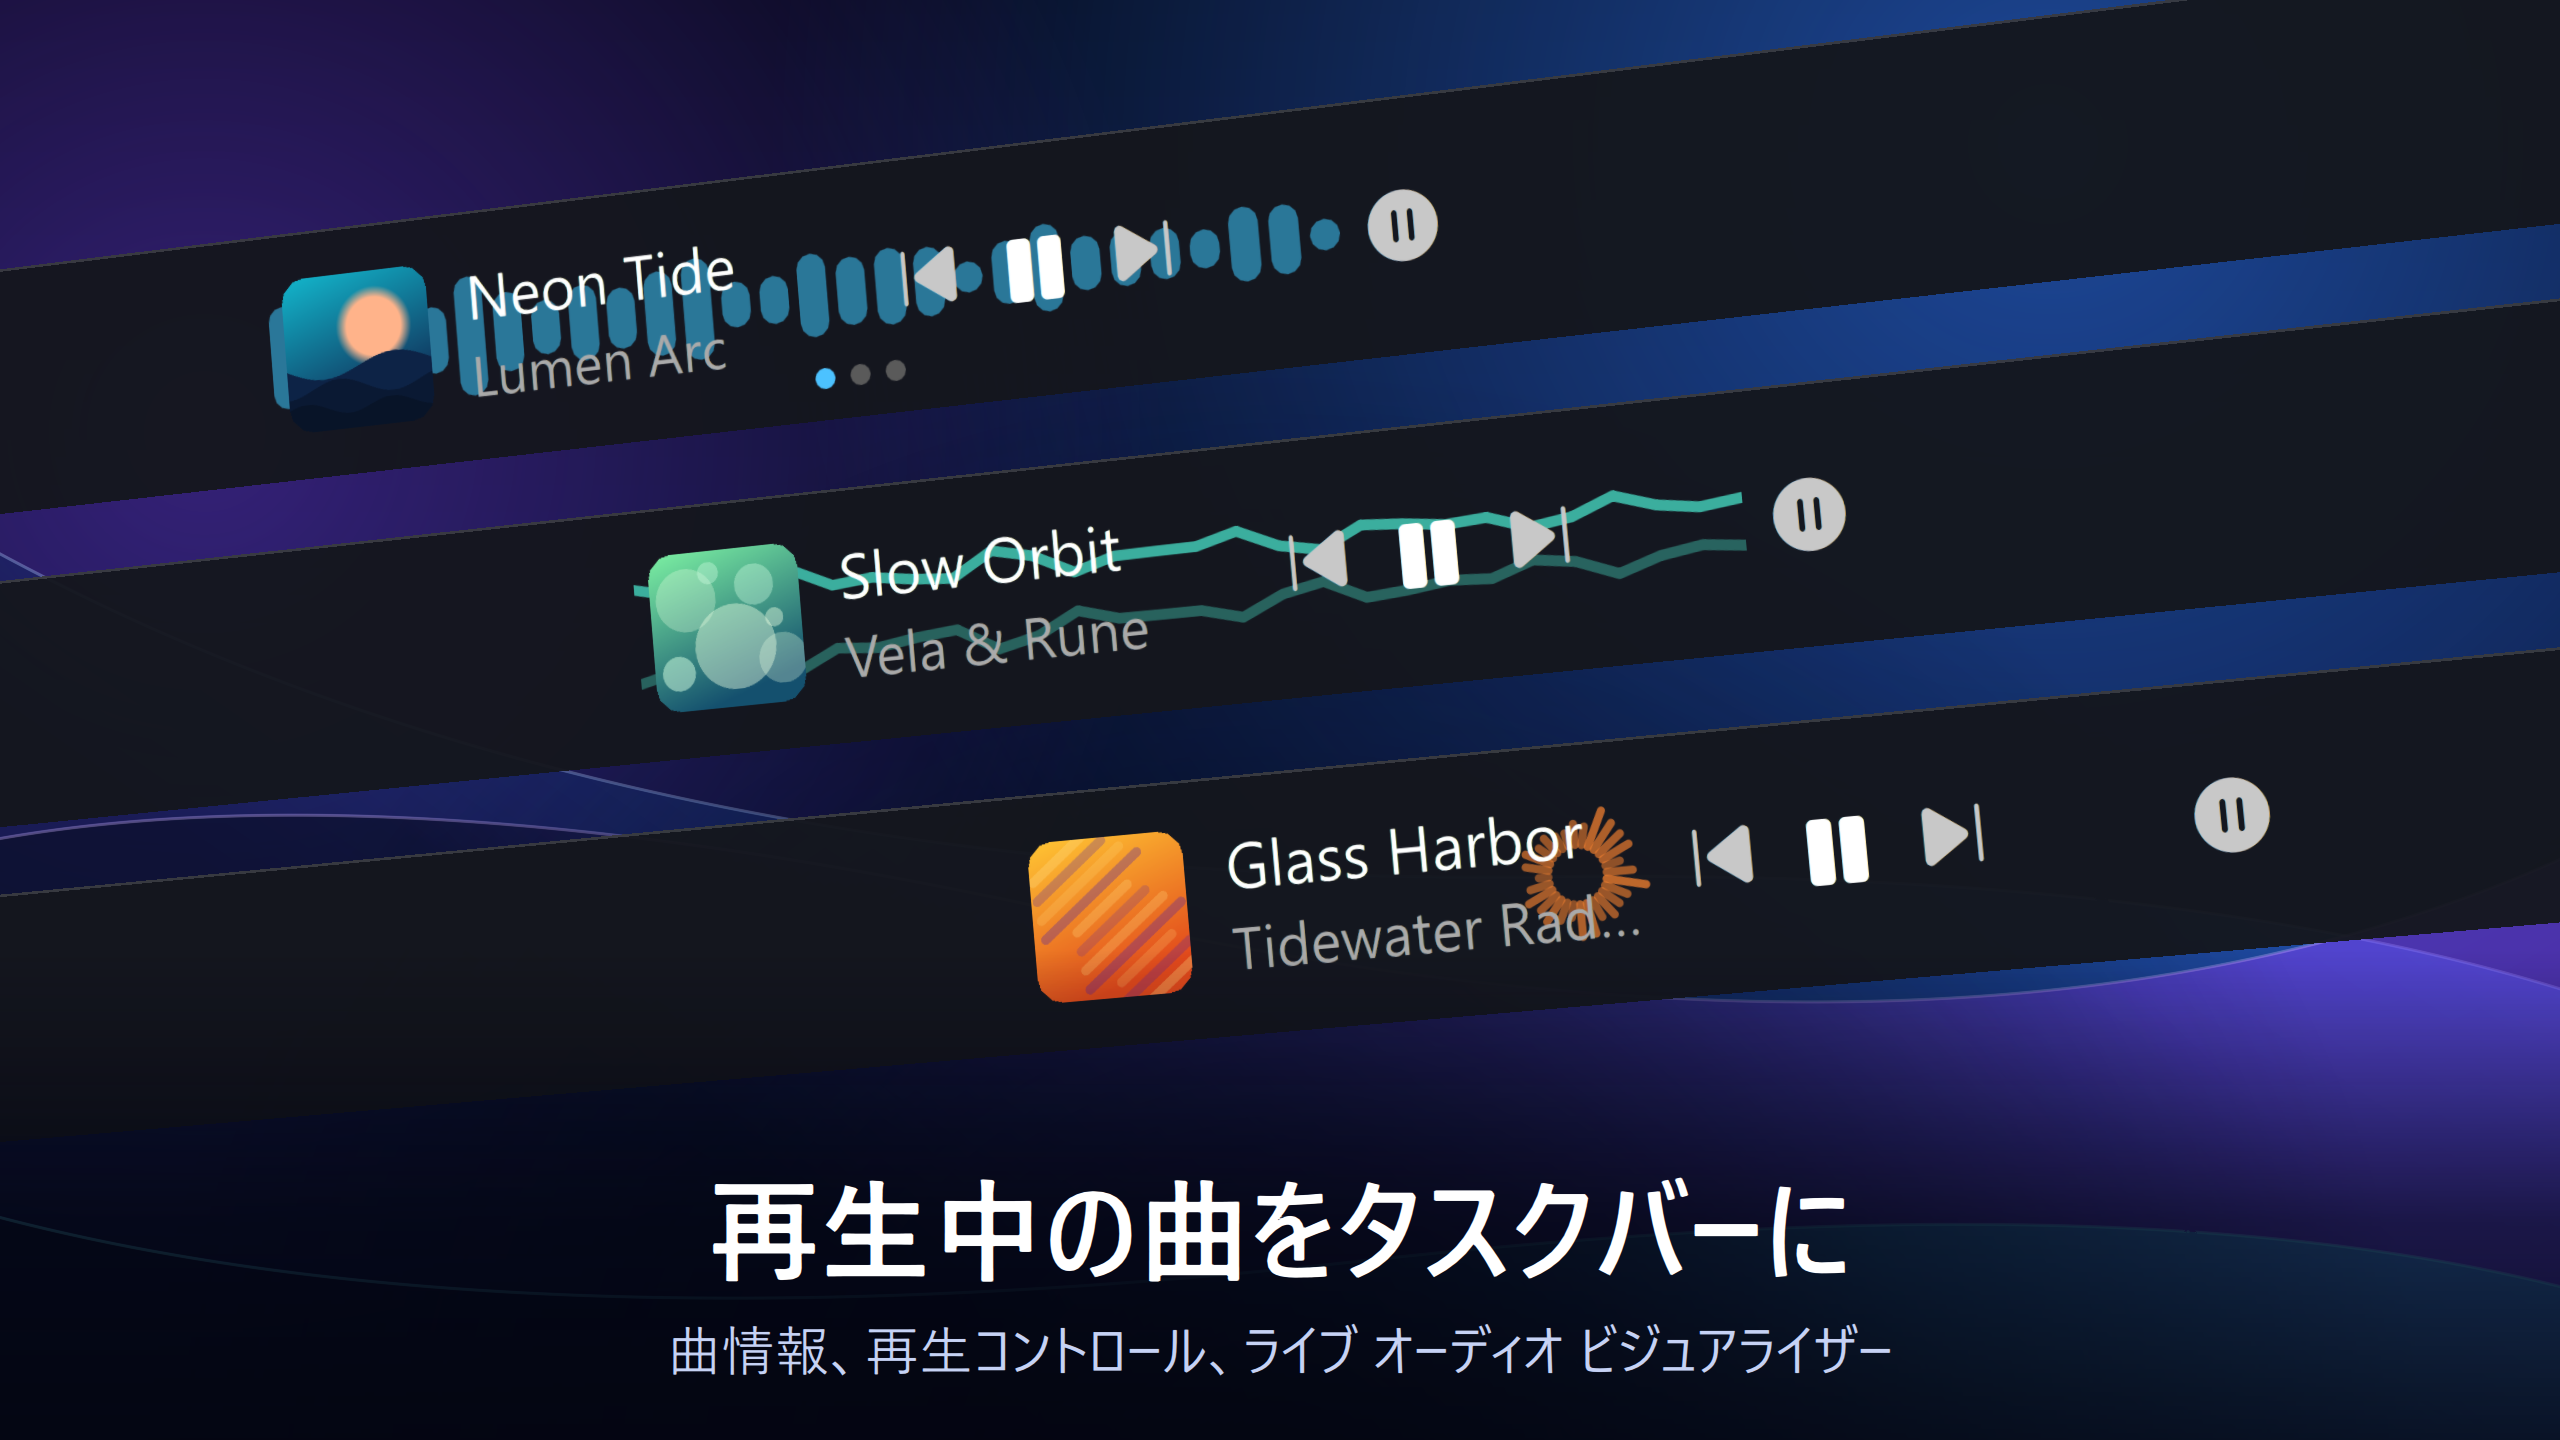 Neon Tide
Lumen Arc
Slow Orbit
Vela & Rune
Glass Harbor
Tidewater Rad...
再生中の曲をタスクバーに
曲情報、再生コントロール、ライブ オーディオ ビジュアライザー